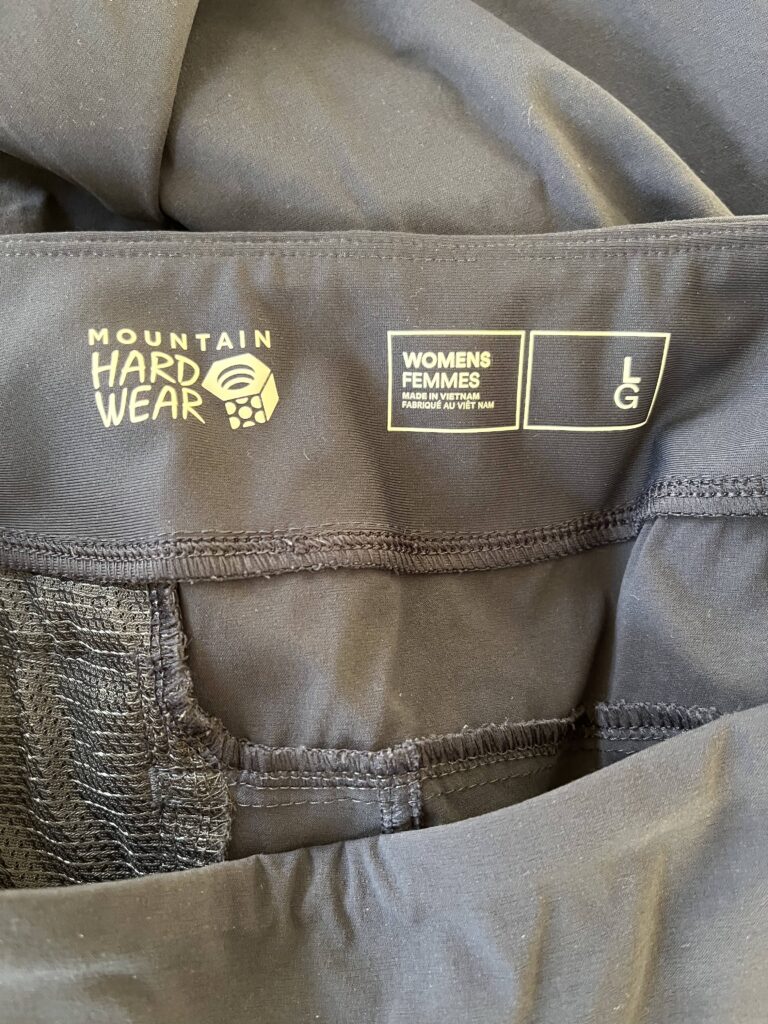 MOUNTAIN
HARD
WEAR
WOMENS
FEMMES
MADE IN VIETNAM
FABRIQUÉ AU VIÊT NAM
L
G